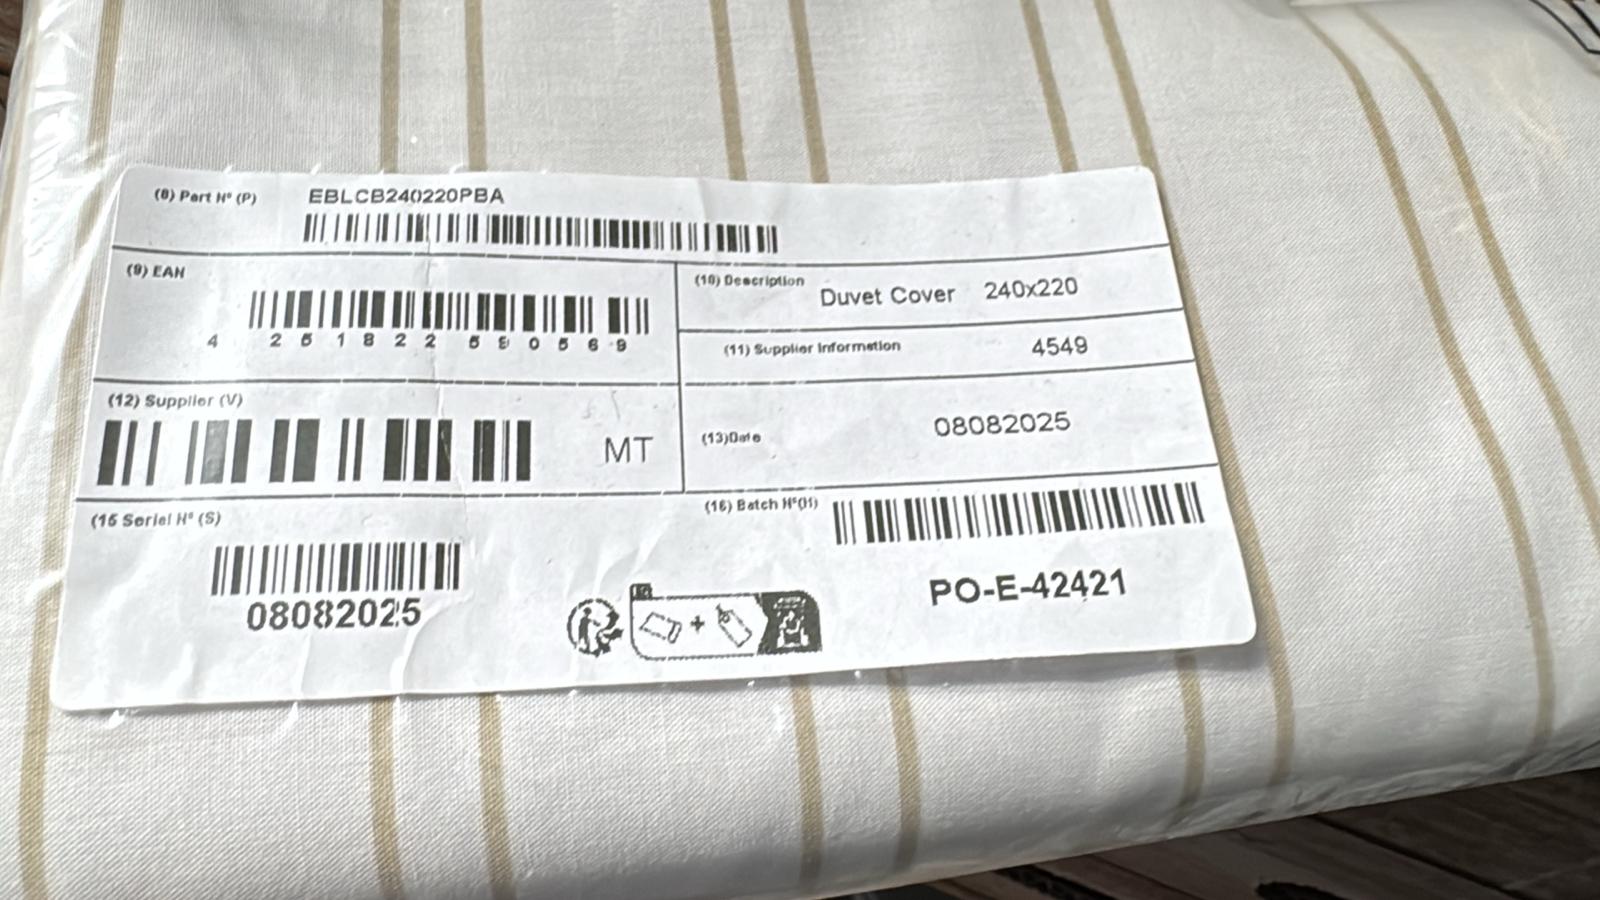 (8) Part N° (P) EBLCB240220PBA
(9) EAN
4 251822 590569
(10) Description Duvet Cover 240x220
(11) Supplier Information 4549
(12) Supplier (V)
MT
(13)Date 08082025
(15 Serial N° (S)
08082025
(16) Batch N°(H)
PO-E-42421